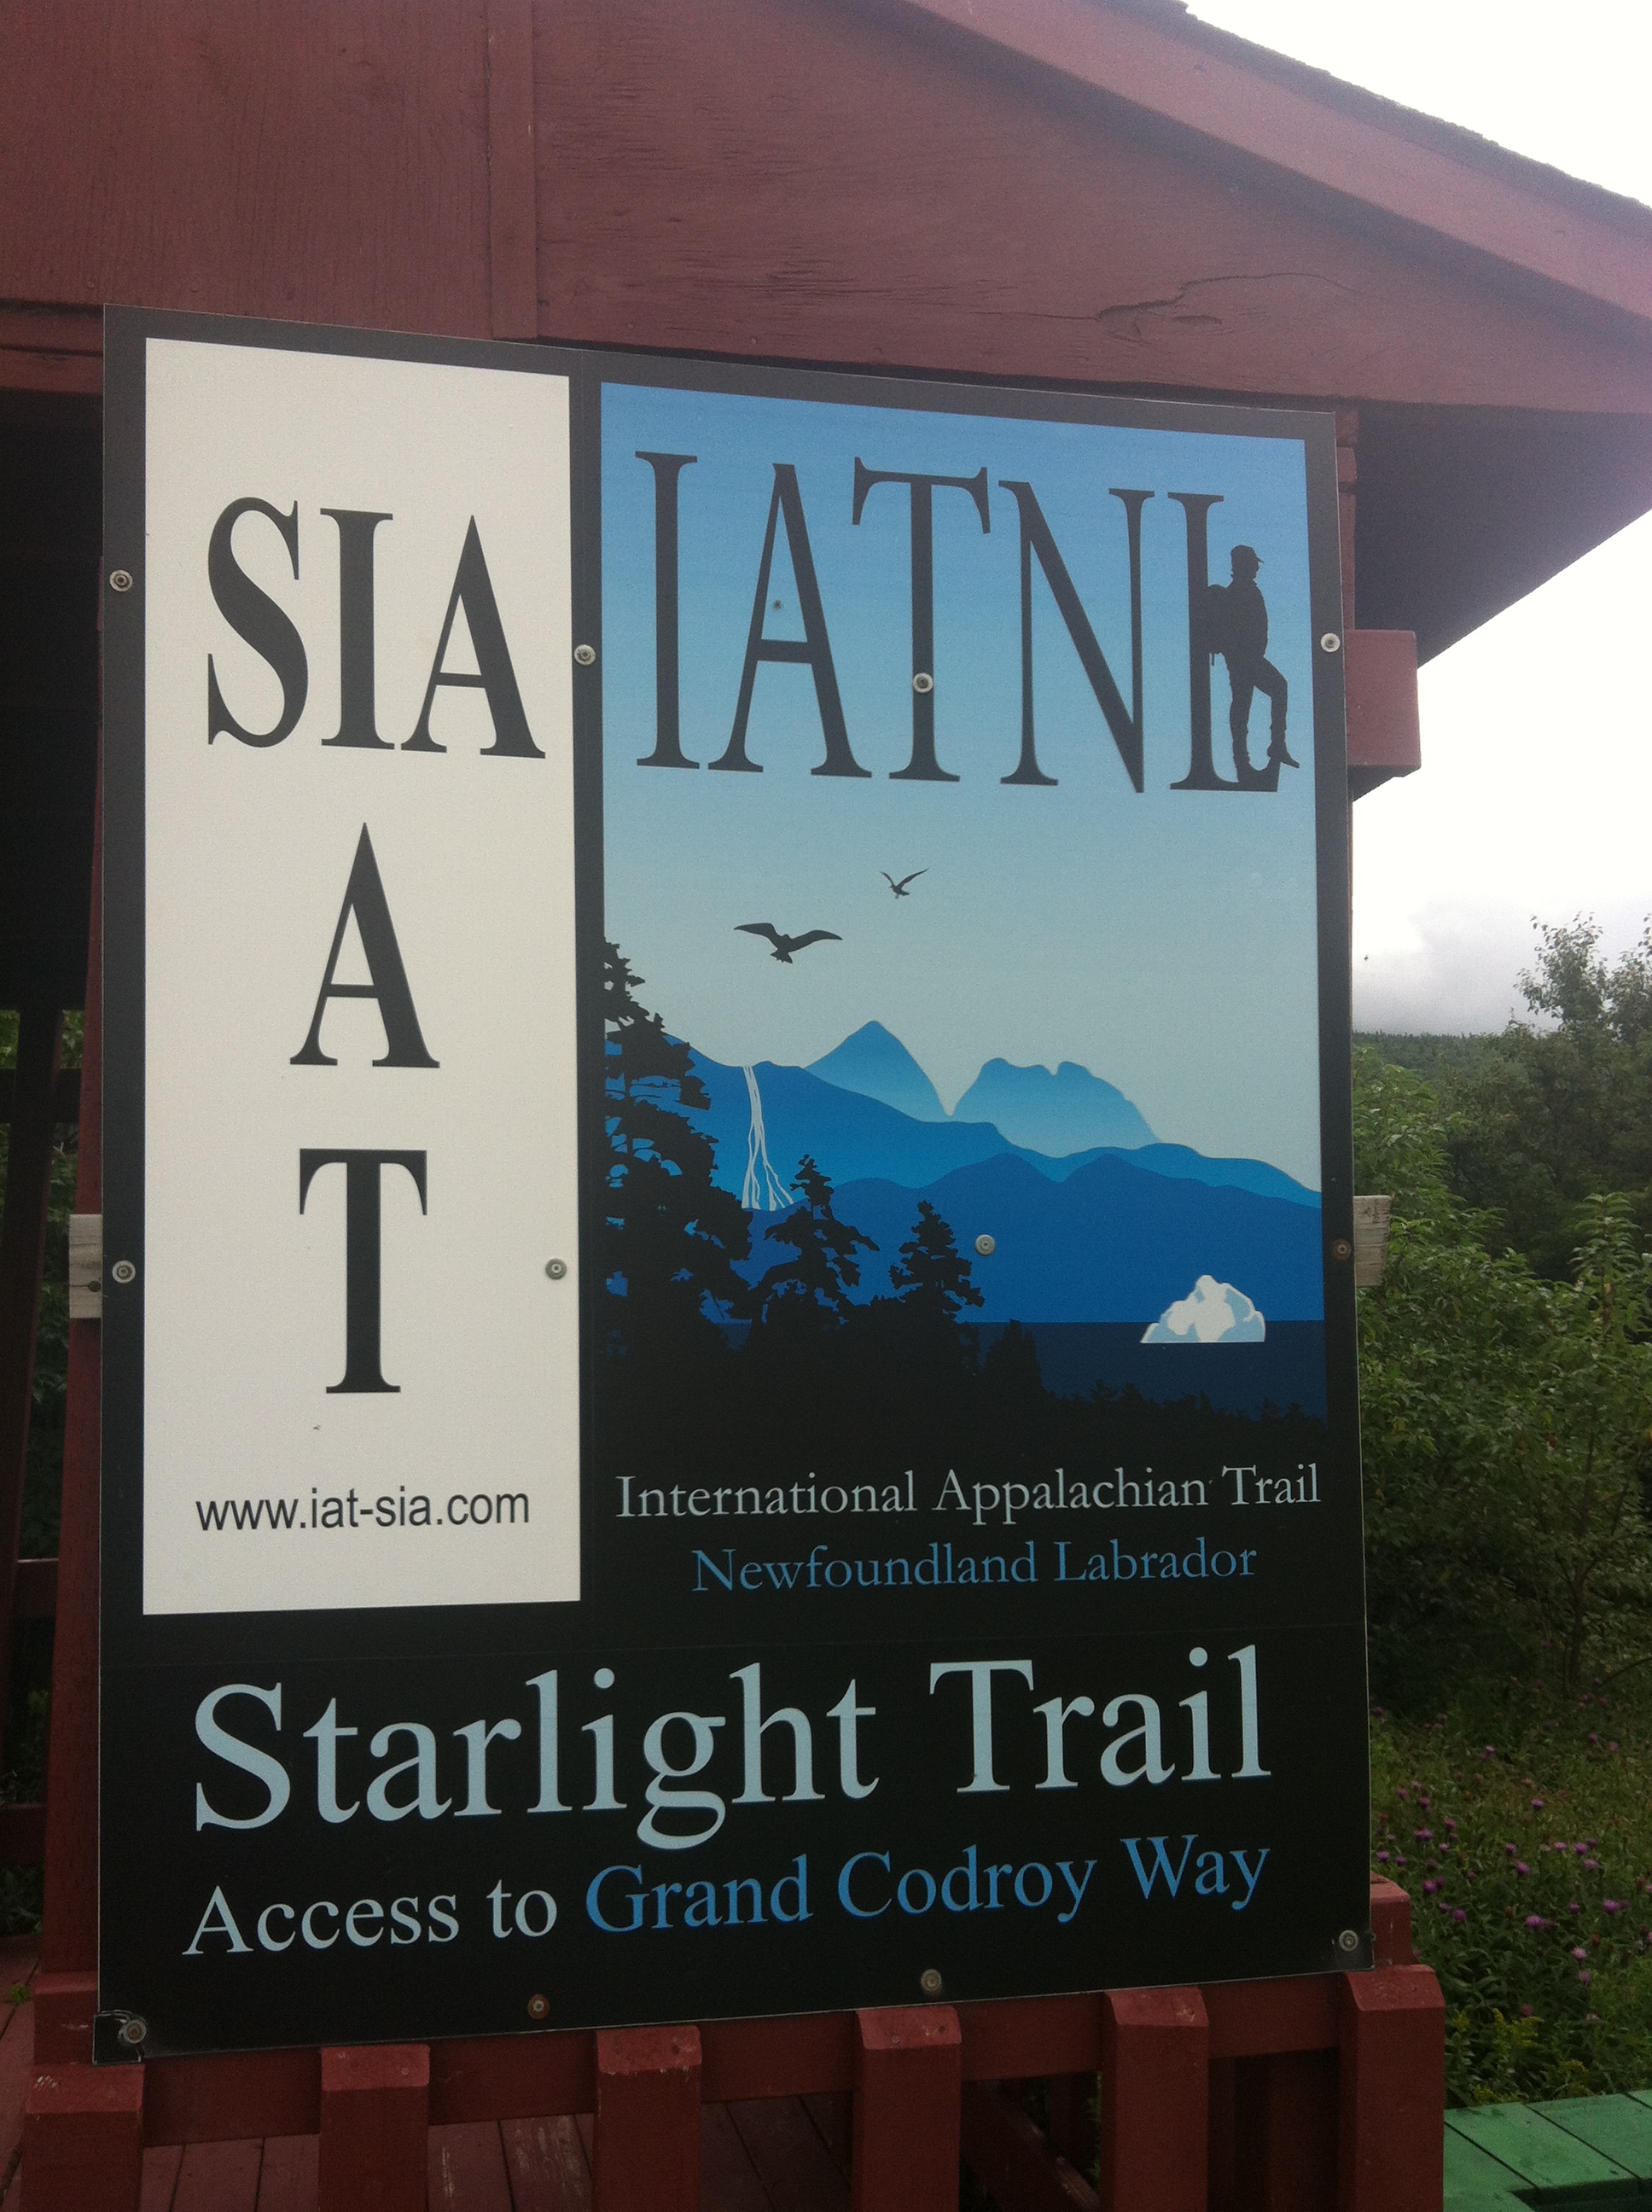 SIA
A
T
www.iat-sia.com
IATNL
International Appalachian Trail
Newfoundland Labrador
Starlight Trail
Access to Grand Codroy Way